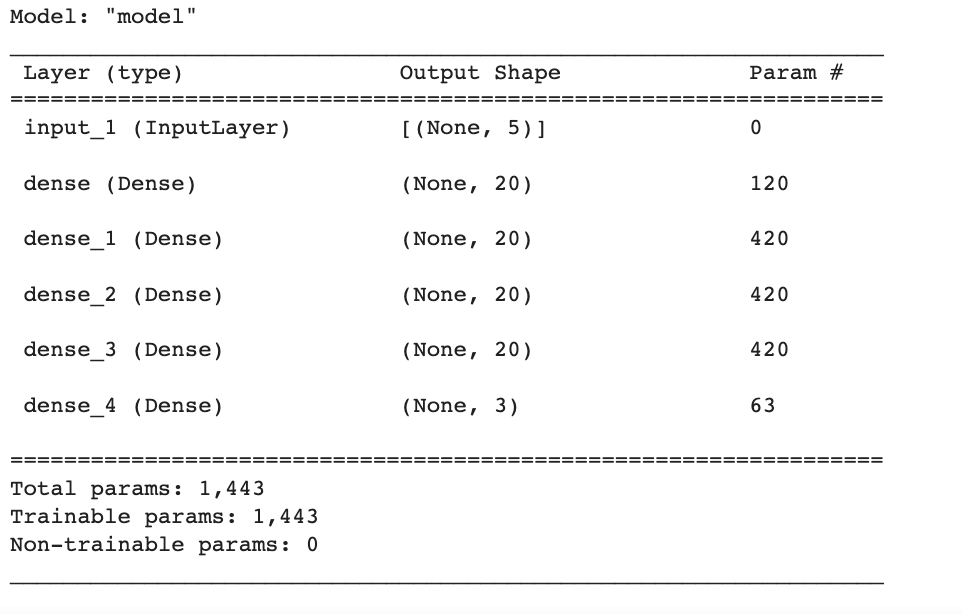 Model: "model"
Layer (type) Output Shape Param #
input_1 (InputLayer) [(None, 5)] 0
dense (Dense) (None, 20) 120
dense_1 (Dense) (None, 20) 420
dense_2 (Dense) (None, 20) 420
dense_3 (Dense) (None, 20) 420
dense_4 (Dense) (None, 3) 63
Total params: 1,443
Trainable params: 1,443
Non-trainable params: 0